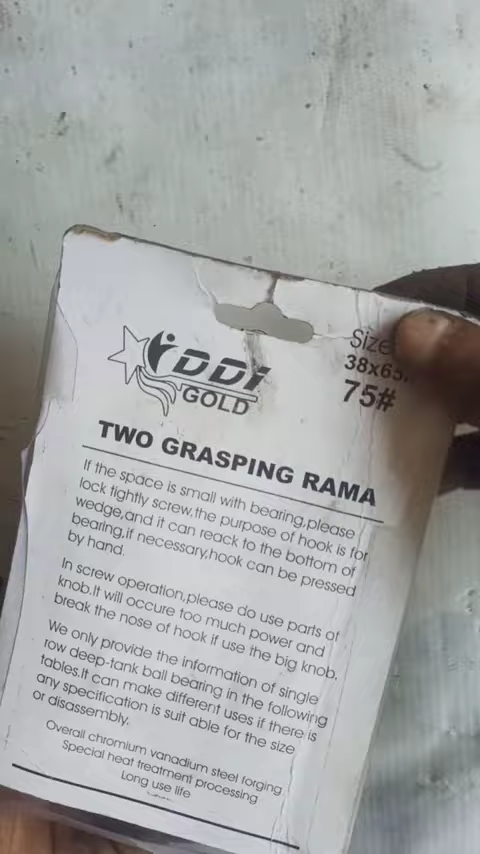 DDI
GOLD
Size
38x65
75#
TWO GRASPING RAMA
If the space is small with bearing,please
lock tightly screw.the purpose of hook is for
wedge,and it can reack to the bottom of
bearing,if necessary,hook can be pressed
by hand.
In screw operation,please do use parts of
knob.It will occure too much power and
break the nose of hook if use the big knob.
We only provide the information of single
row deep-tank ball bearing in the following
tables.It can make different uses if there is
any specification is suit able for the size
or disassembly.
Overall chromium vanadium steel forging
Special heat treatment processing
Long use life